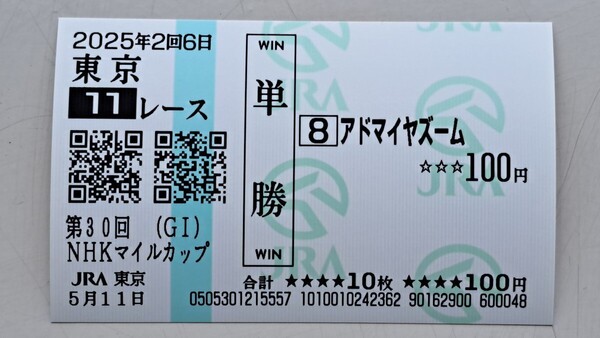 2025年2回6日
東京
11レース
第30回 (GI)
NHKマイルカップ
JRA 東京
5月11日
WIN
単勝
WIN
8 アドマイヤズーム
☆☆☆100円
合計 ★★★★10枚 ★★★★100円
0505301215557 1010010242362 90162900 600048
JRA
JRA
JRA
JRA